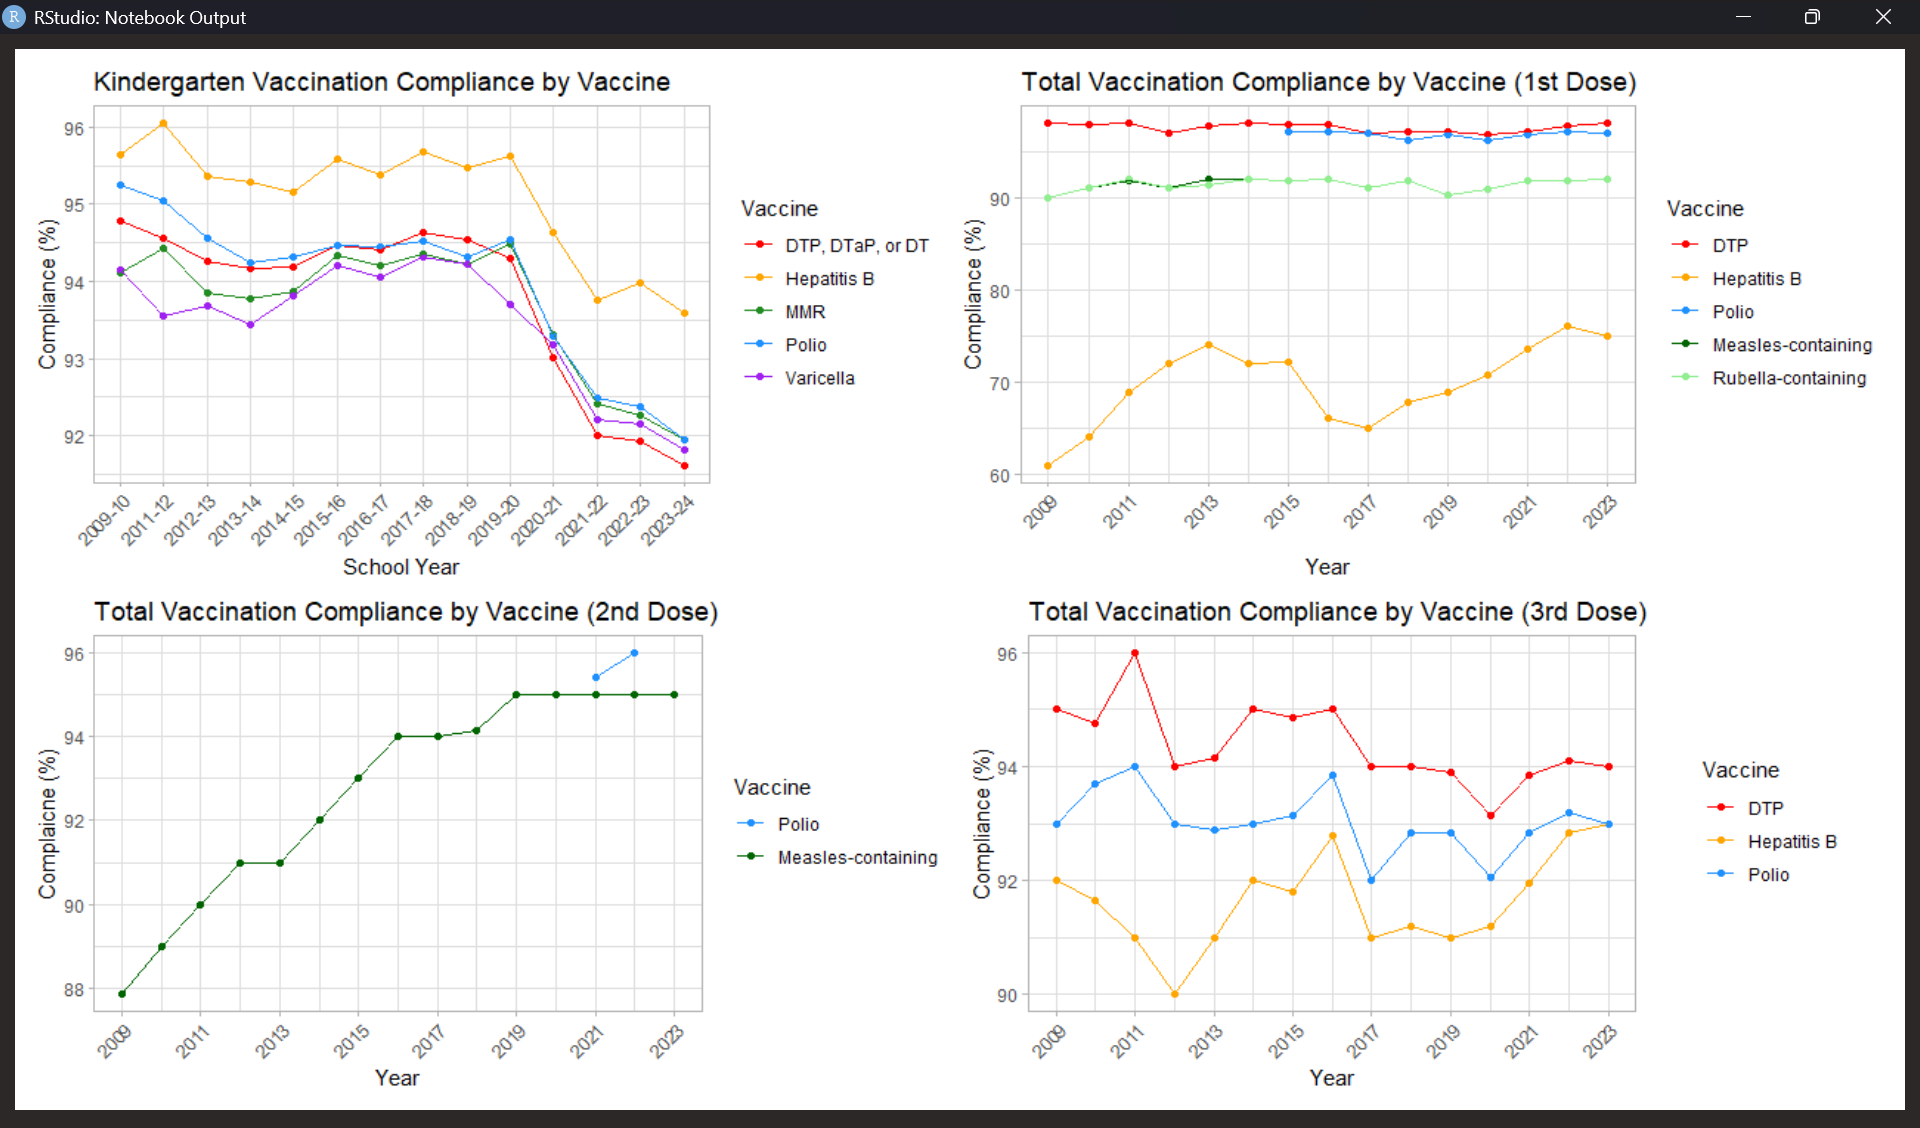 R RStudio: Notebook Output
Kindergarten Vaccination Compliance by Vaccine
Compliance (%)
96
95
94
93
92
2009-10
2011-12
2012-13
2013-14
2014-15
2015-16
2016-17
2017-18
2018-19
2019-20
2020-21
2021-22
2022-23
2023-24
School Year
Vaccine
DTP, DTaP, or DT
Hepatitis B
MMR
Polio
Varicella
Total Vaccination Compliance by Vaccine (1st Dose)
Compliance (%)
90
80
70
60
2009
2011
2013
2015
2017
2019
2021
2023
Year
Vaccine
DTP
Hepatitis B
Polio
Measles-containing
Rubella-containing
Total Vaccination Compliance by Vaccine (2nd Dose)
Complaicne (%)
96
94
92
90
88
2009
2011
2013
2015
2017
2019
2021
2023
Year
Vaccine
Polio
Measles-containing
Total Vaccination Compliance by Vaccine (3rd Dose)
Compliance (%)
96
94
92
90
2009
2011
2013
2015
2017
2019
2021
2023
Year
Vaccine
DTP
Hepatitis B
Polio